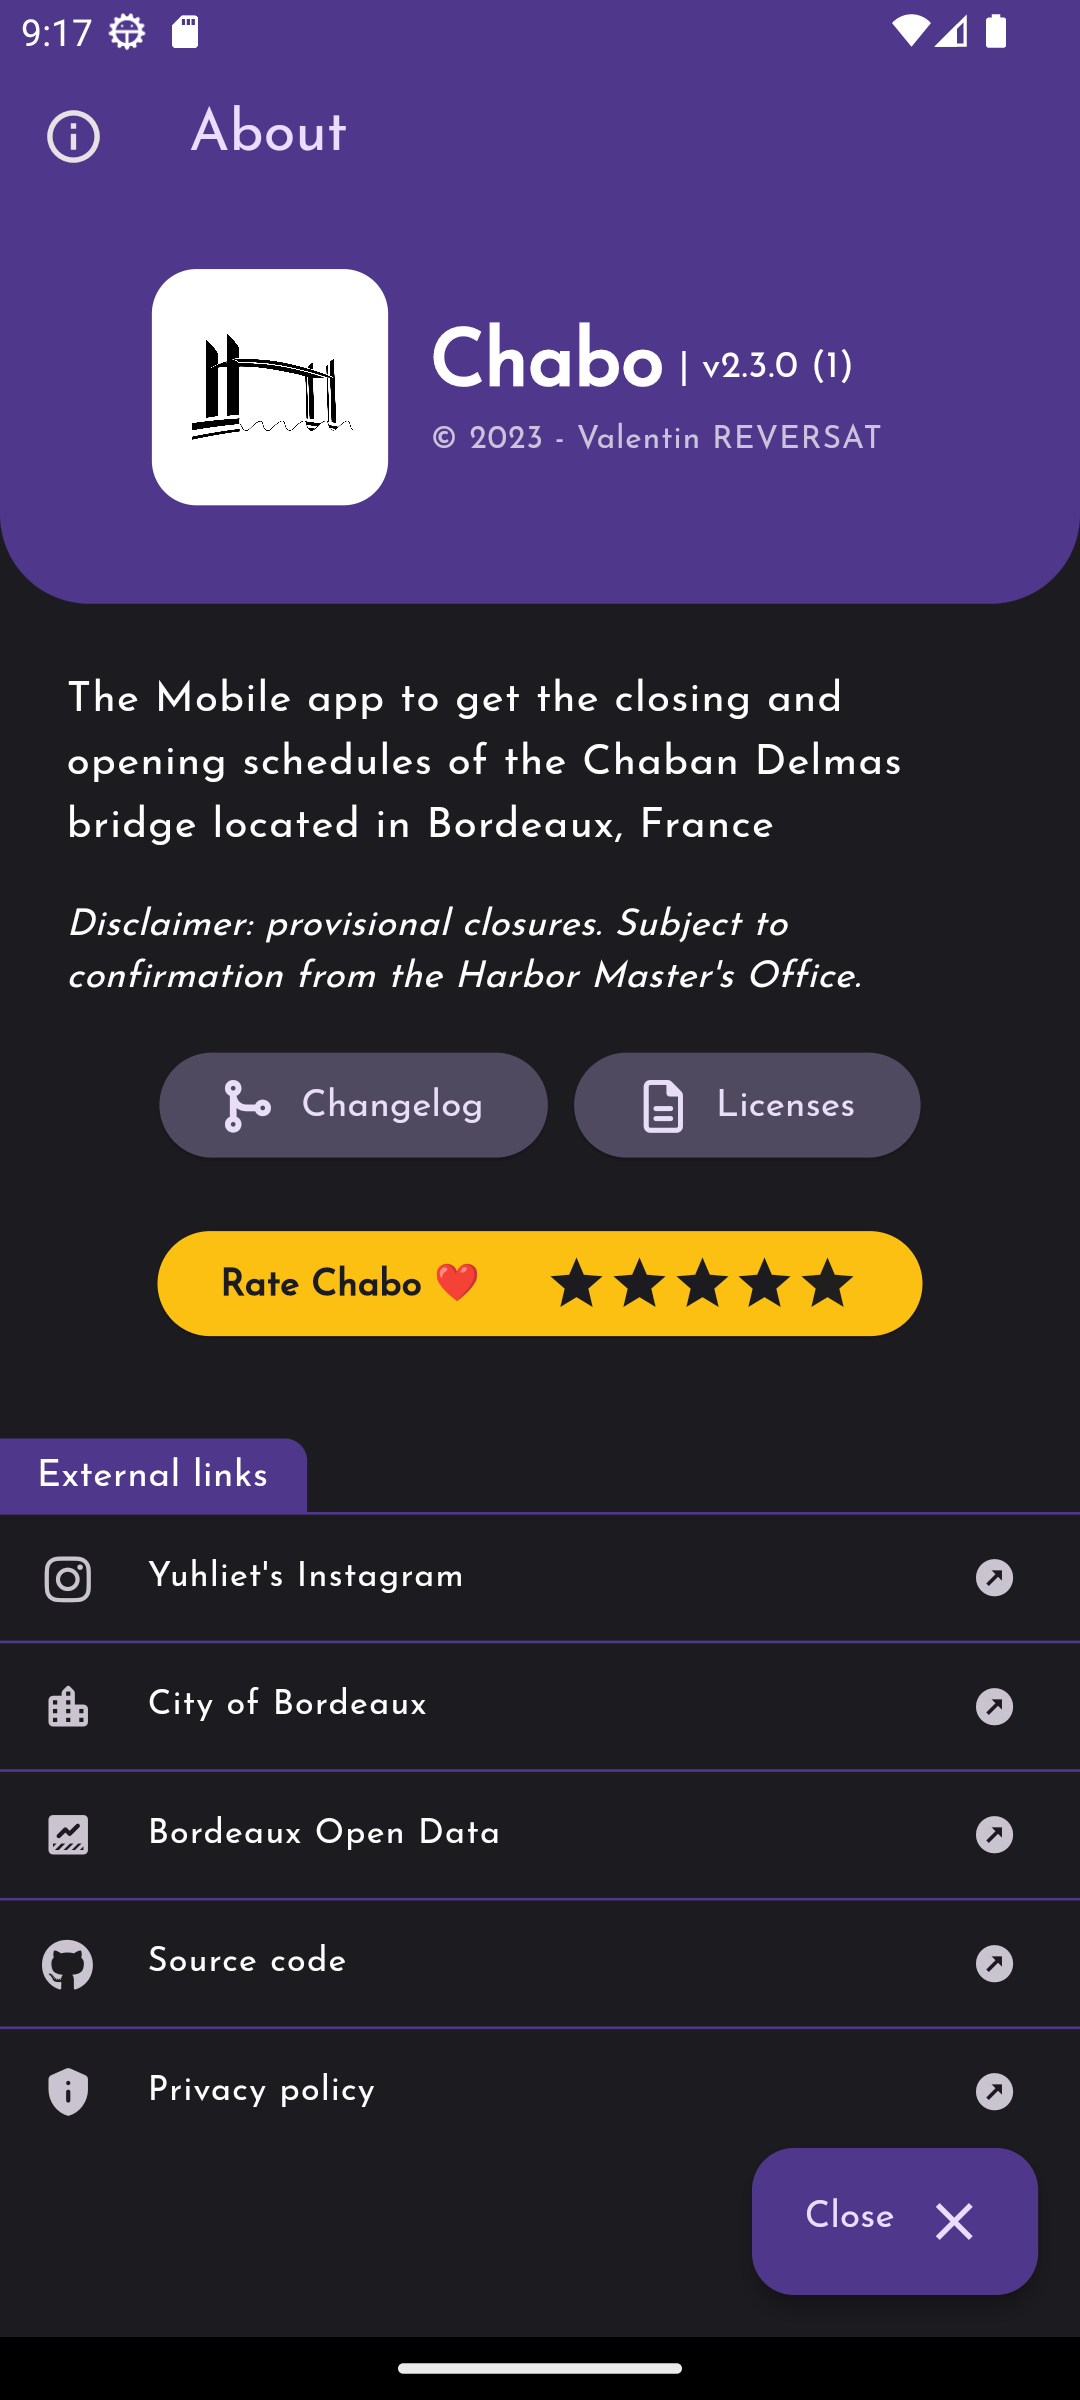 9:17
About
Chabo | v2.3.0 (1)
© 2023 - Valentin REVERSAT
The Mobile app to get the closing and
opening schedules of the Chaban Delmas
bridge located in Bordeaux, France
Disclaimer: provisional closures. Subject to
confirmation from the Harbor Master's Office.
Changelog
Licenses
Rate Chabo ❤️
External links
Yuhliet's Instagram
City of Bordeaux
Bordeaux Open Data
Source code
Privacy policy
Close